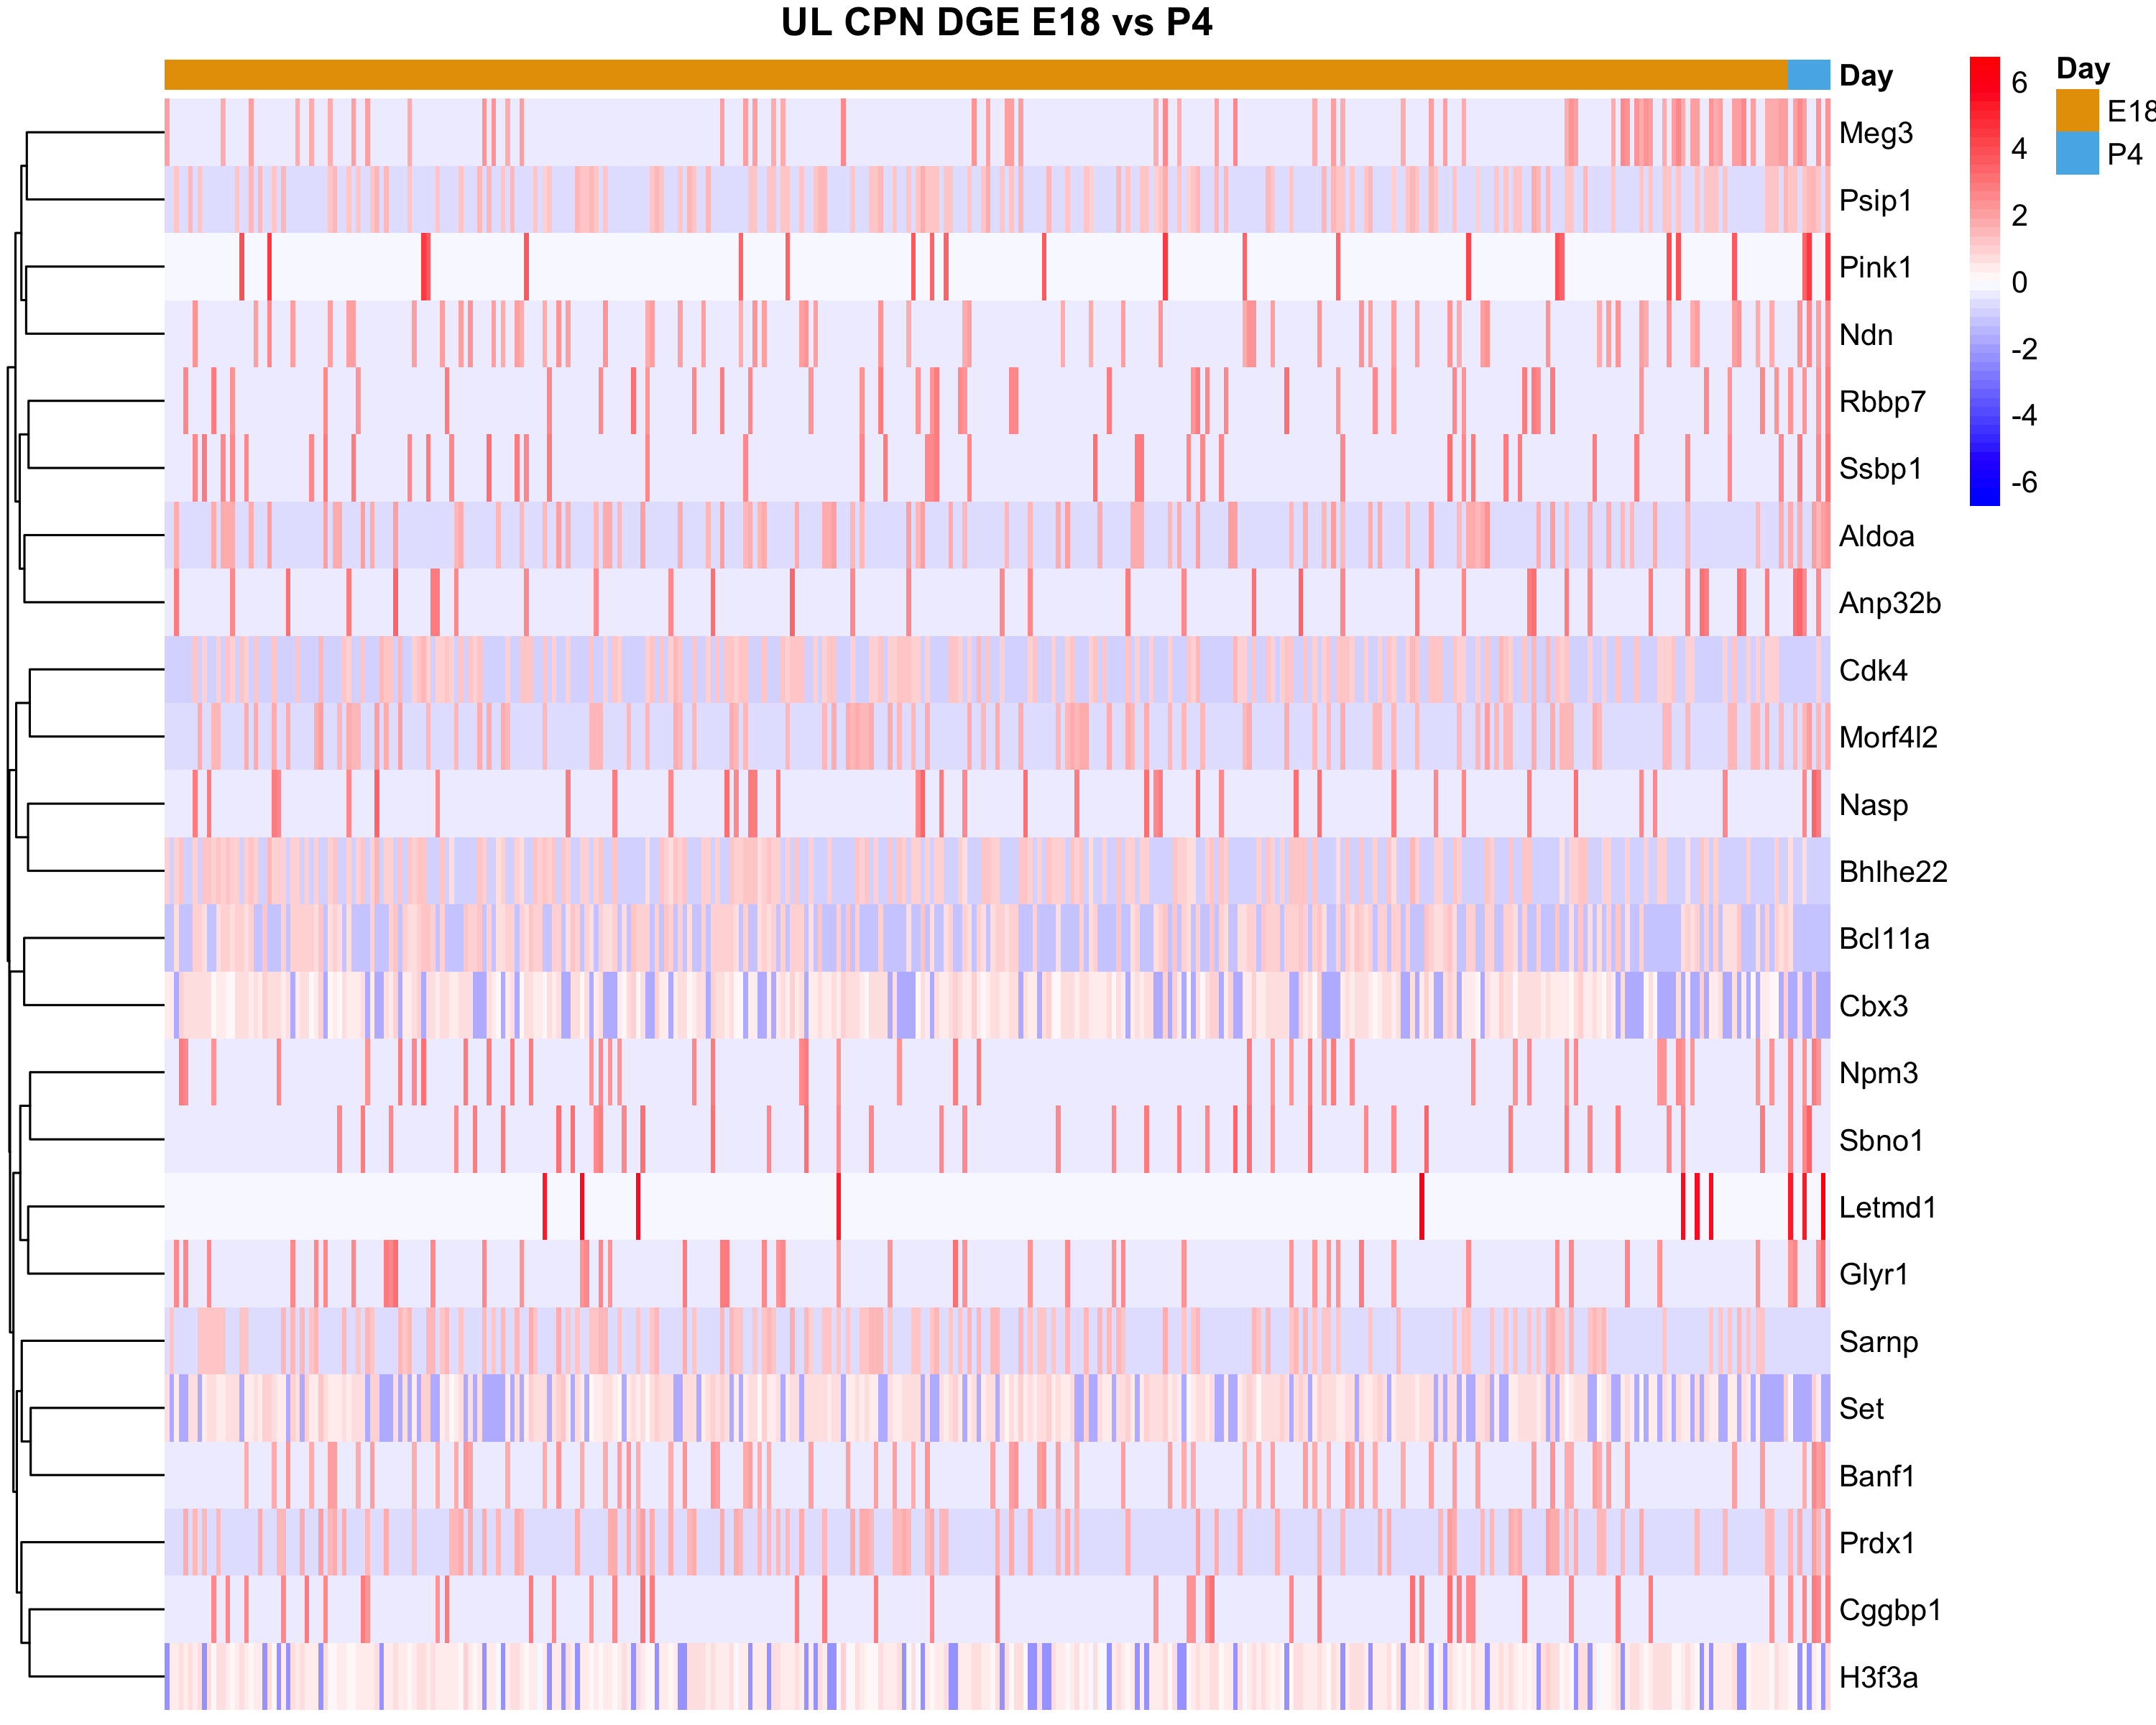 UL CPN DGE E18 vs P4
Day
Meg3
Psip1
Pink1
Ndn
Rbbp7
Ssbp1
Aldoa
Anp32b
Cdk4
Morf4l2
Nasp
Bhlhe22
Bcl11a
Cbx3
Npm3
Sbno1
Letmd1
Glyr1
Sarnp
Set
Banf1
Prdx1
Cggbp1
H3f3a
6
4
2
0
-2
-4
-6
Day
E18
P4